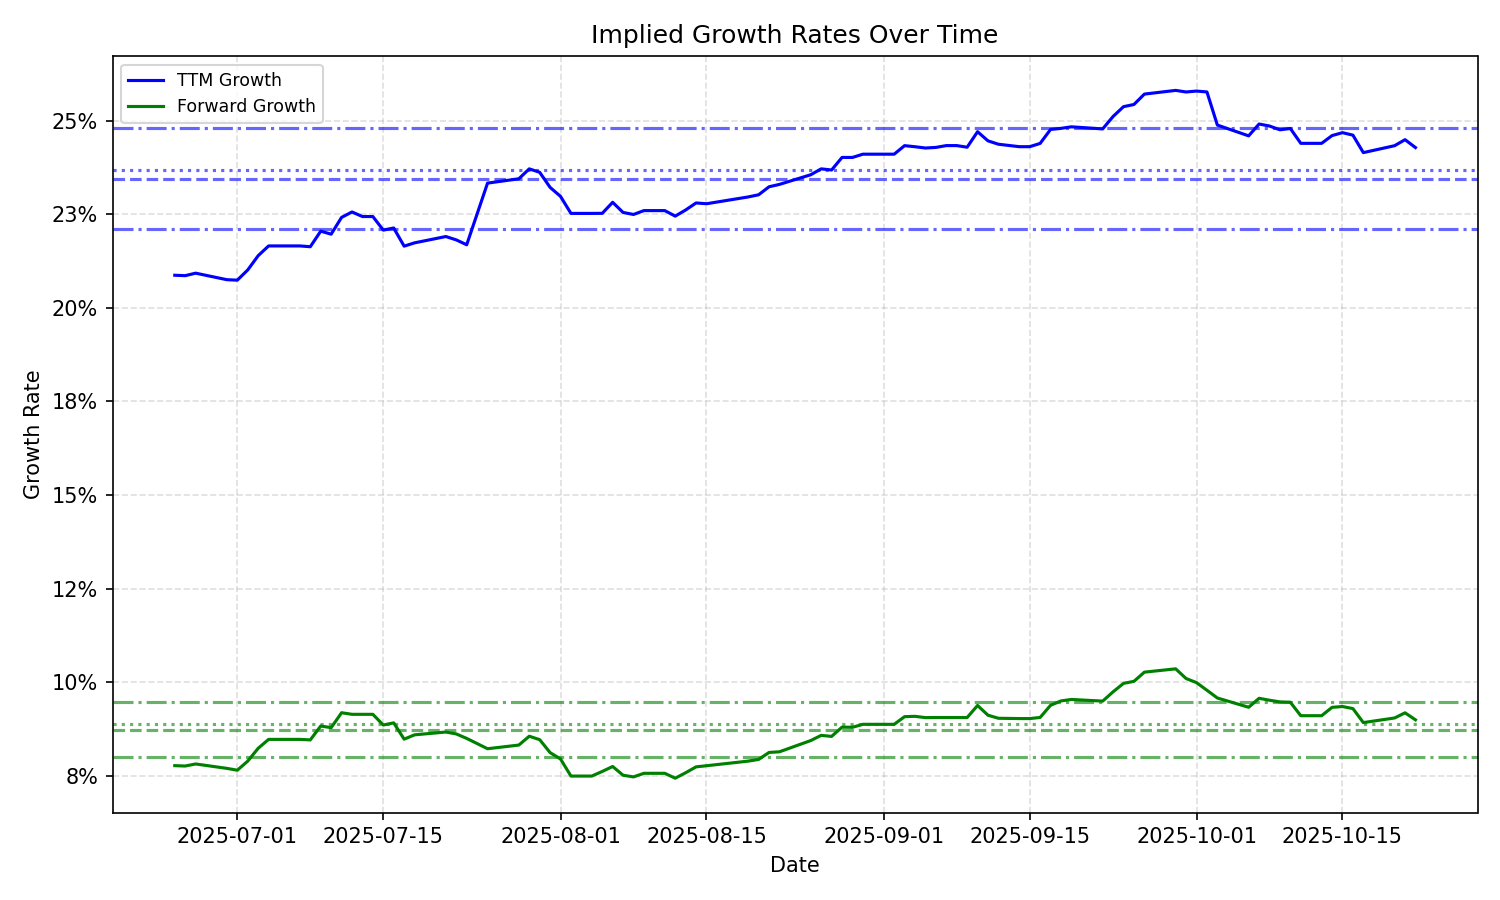 Implied Growth Rates Over Time
TTM Growth
Forward Growth
25%
23%
20%
18%
15%
12%
10%
8%
Growth Rate
2025-07-01 2025-07-15 2025-08-01 2025-08-15 2025-09-01 2025-09-15 2025-10-01 2025-10-15
Date